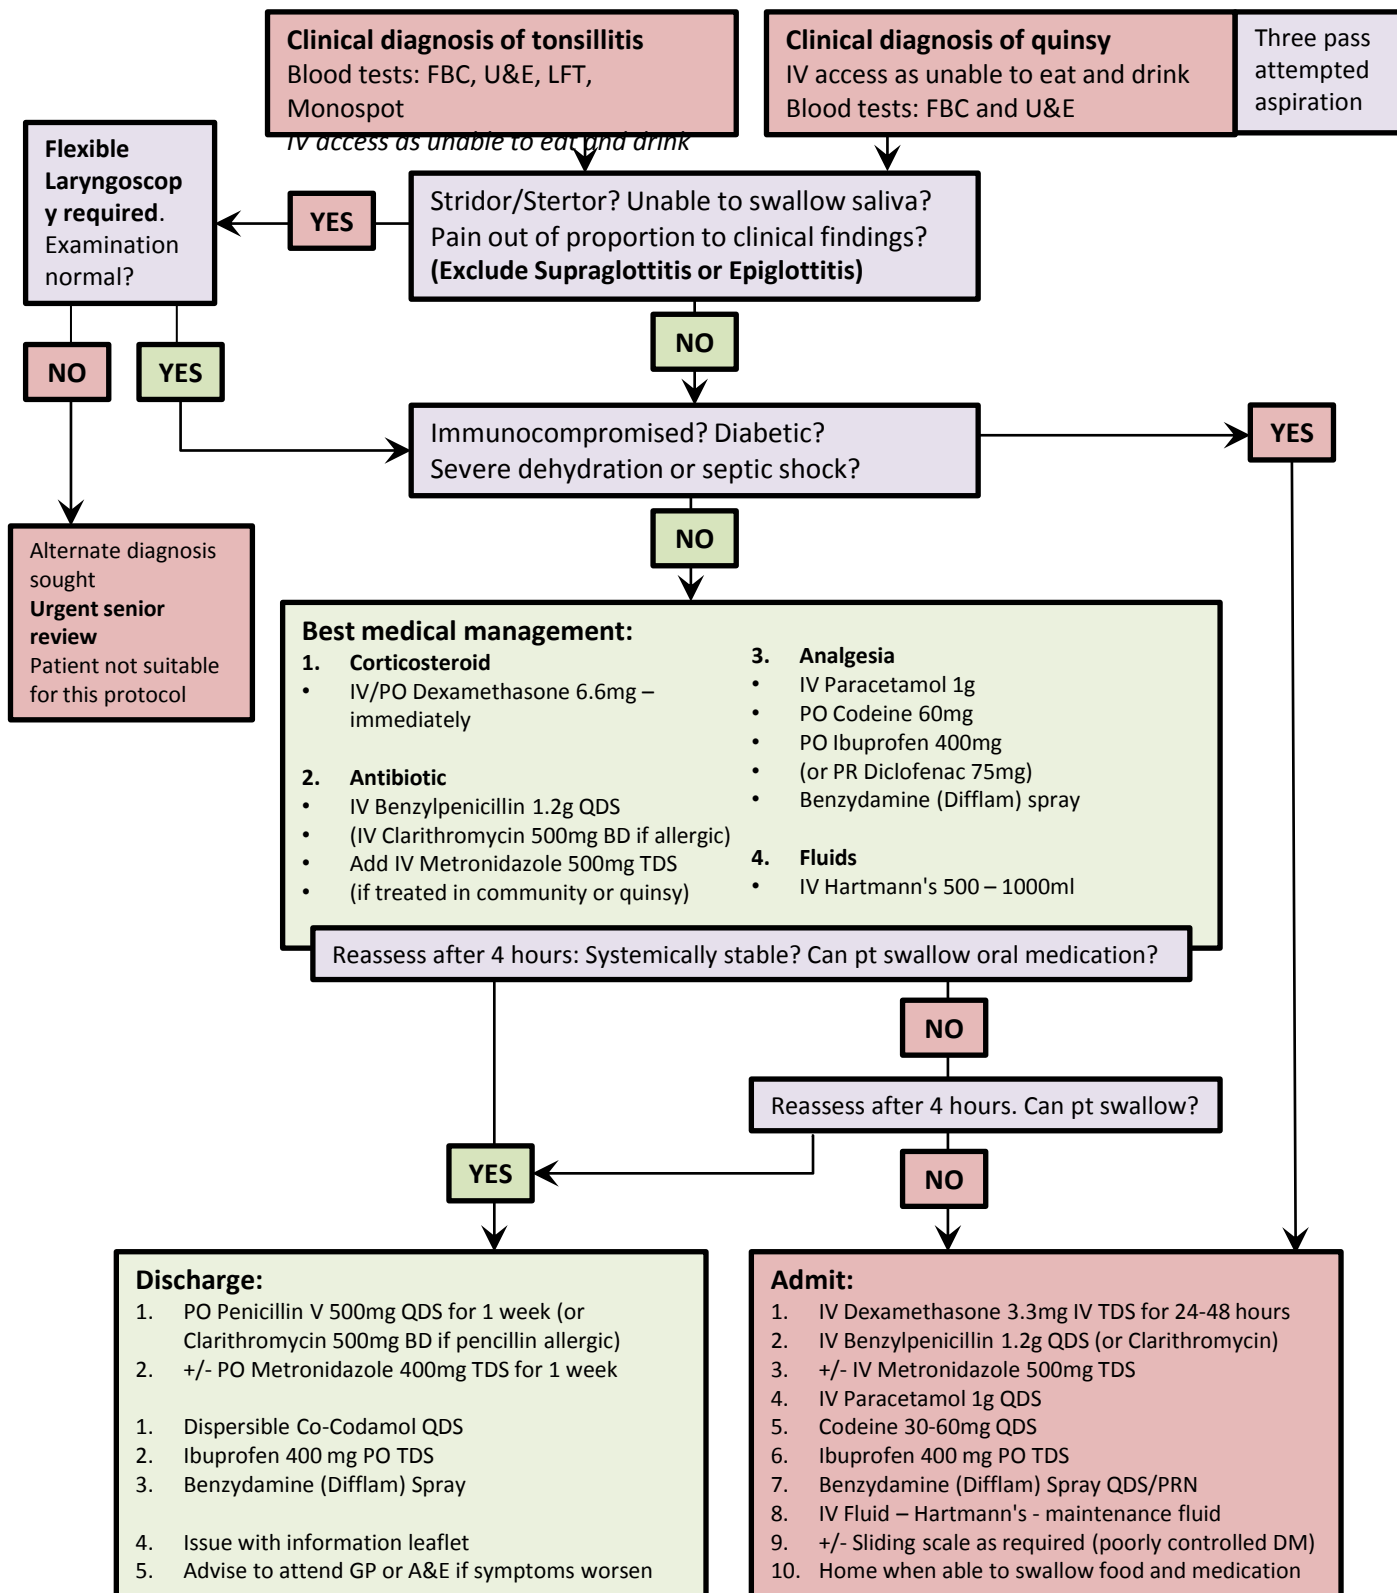 Clinical diagnosis of tonsillitis
Blood tests: FBC, U&E, LFT,
Monospot
IV access as unable to eat and drink
Clinical diagnosis of quinsy
IV access as unable to eat and drink
Blood tests: FBC and U&E
Three pass
attempted
aspiration
Flexible
Laryngoscop
y required.
Examination
normal?
YES
Stridor/Stertor? Unable to swallow saliva?
Pain out of proportion to clinical findings?
(Exclude Supraglottitis or Epiglottitis)
NO
NO
YES
Immunocompromised? Diabetic?
Severe dehydration or septic shock?
YES
NO
Alternate diagnosis
sought
Urgent senior
review
Patient not suitable
for this protocol
Best medical management:
1. Corticosteroid
• IV/PO Dexamethasone 6.6mg –
immediately
2. Antibiotic
• IV Benzylpenicillin 1.2g QDS
• (IV Clarithromycin 500mg BD if allergic)
• Add IV Metronidazole 500mg TDS
• (if treated in community or quinsy)
3. Analgesia
• IV Paracetamol 1g
• PO Codeine 60mg
• PO Ibuprofen 400mg
• (or PR Diclofenac 75mg)
• Benzydamine (Difflam) spray
4. Fluids
• IV Hartmann's 500 – 1000ml
Reassess after 4 hours: Systemically stable? Can pt swallow oral medication?
NO
Reassess after 4 hours. Can pt swallow?
YES
NO
Discharge:
1. PO Penicillin V 500mg QDS for 1 week (or
Clarithromycin 500mg BD if pencillin allergic)
2. +/- PO Metronidazole 400mg TDS for 1 week
1. Dispersible Co-Codamol QDS
2. Ibuprofen 400 mg PO TDS
3. Benzydamine (Difflam) Spray
4. Issue with information leaflet
5. Advise to attend GP or A&E if symptoms worsen
Admit:
1. IV Dexamethasone 3.3mg IV TDS for 24-48 hours
2. IV Benzylpenicillin 1.2g QDS (or Clarithromycin)
3. +/- IV Metronidazole 500mg TDS
4. IV Paracetamol 1g QDS
5. Codeine 30-60mg QDS
6. Ibuprofen 400 mg PO TDS
7. Benzydamine (Difflam) Spray QDS/PRN
8. IV Fluid – Hartmann's - maintenance fluid
9. +/- Sliding scale as required (poorly controlled DM)
10. Home when able to swallow food and medication